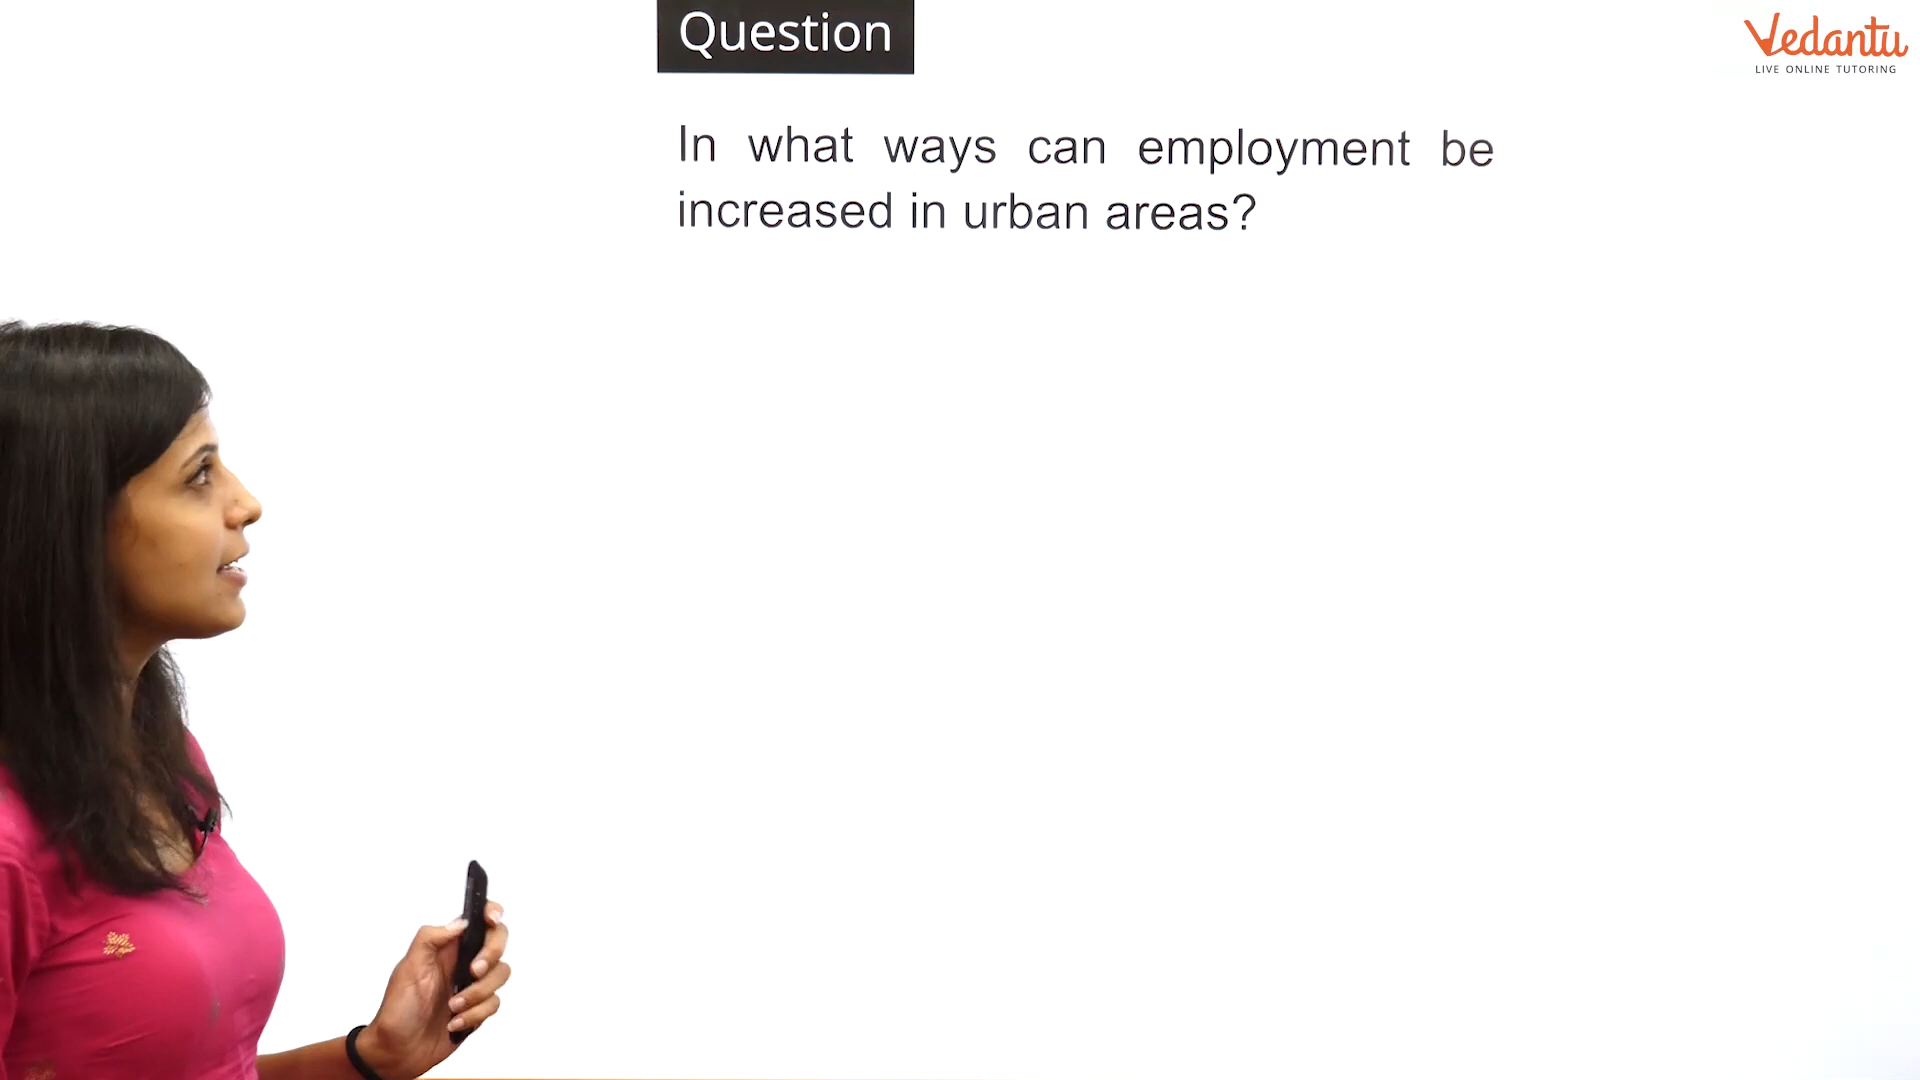 Question
Vedantu
LIVE ONLINE TUTORING
In what ways can employment be
increased in urban areas?